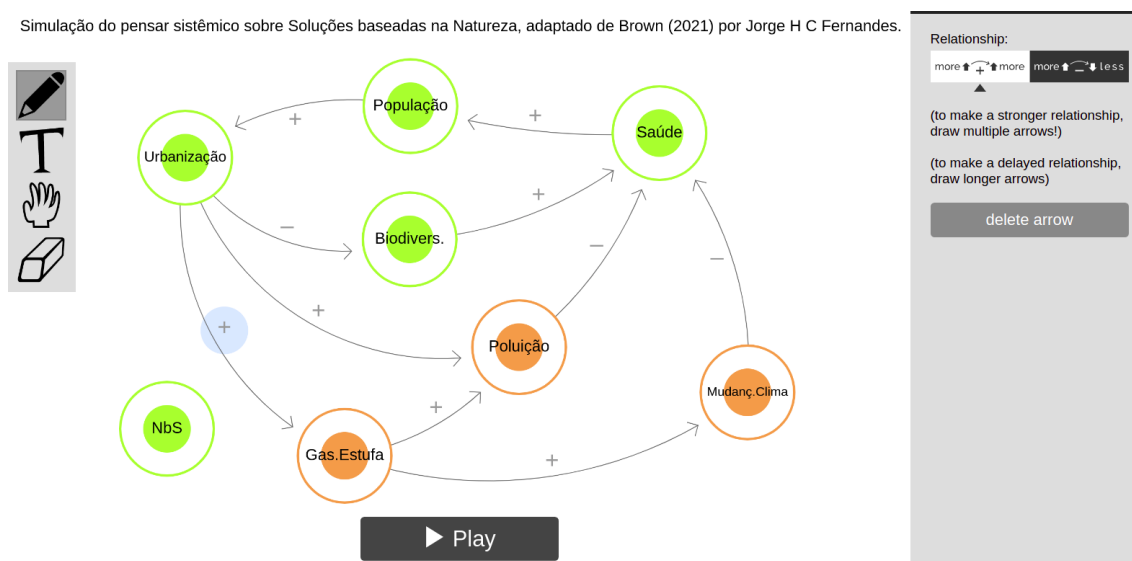 Simulação do pensar sistêmico sobre Soluções baseadas na Natureza, adaptado de Brown (2021) por Jorge H C Fernandes.
Relationship:
more + more
more – less
(to make a stronger relationship,
draw multiple arrows!)
(to make a delayed relationship,
draw longer arrows)
delete arrow
T
População
+
+
Saúde
Urbanização
+
–
Biodivers.
–
–
+
+
Poluição
Mudanç.Clima
+
NbS
Gas.Estufa
+
Play